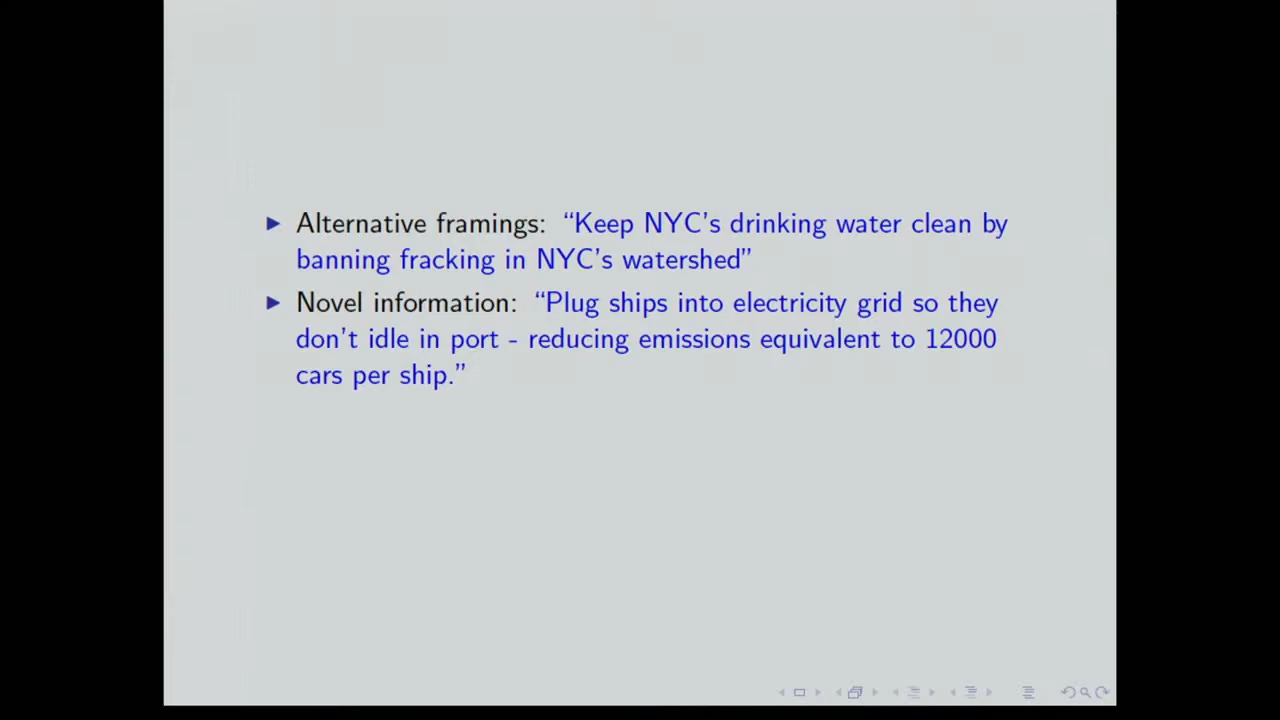 Alternative framings: “Keep NYC’s drinking water clean by
banning fracking in NYC’s watershed”
Novel information: “Plug ships into electricity grid so they
don’t idle in port - reducing emissions equivalent to 12000
cars per ship.”